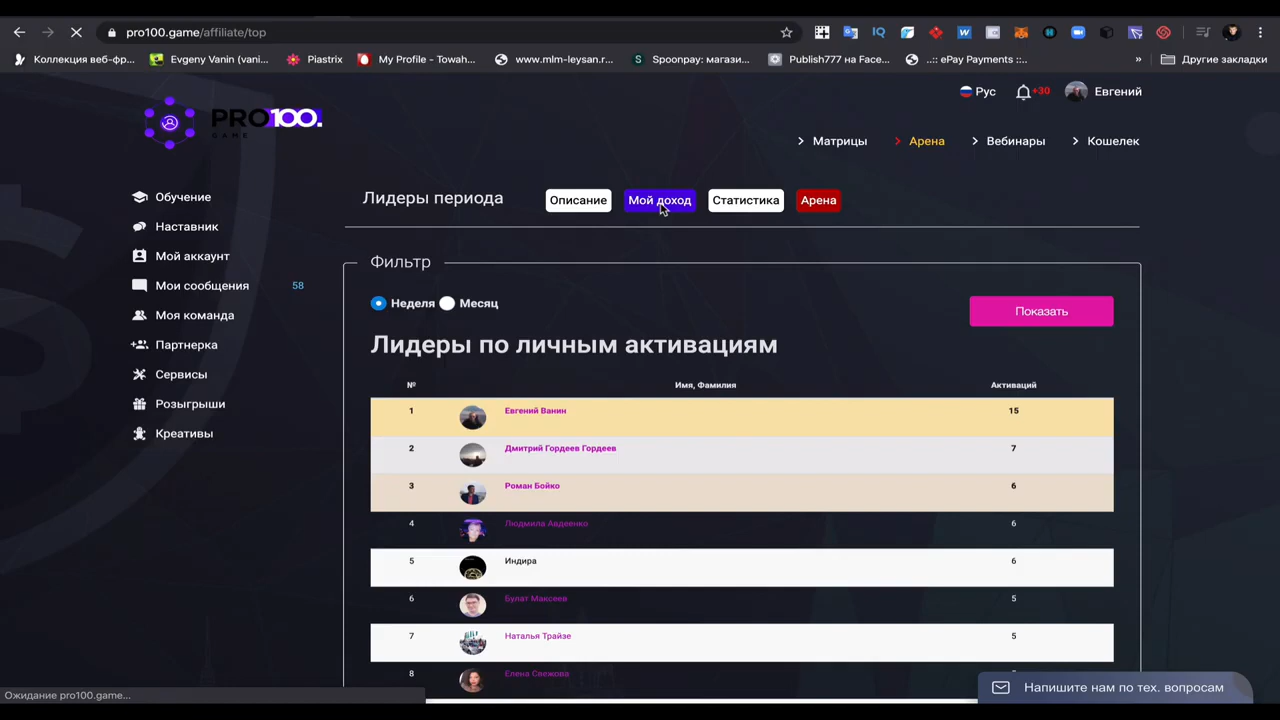 pro100.game/affiliate/top
Коллекция веб-фр... Evgeny Vanin (vani... Piastrix My Profile - Towah... www.mlm-leysan.r... Spoonpay: магази... Publish777 на Face... ..:: ePay Payments ::... » Другие закладки
Рус +30 Евгений
PRO100.
GAME
Матрицы Арена Вебинары Кошелек
Обучение
Наставник
Мой аккаунт
Мои сообщения 58
Моя команда
Партнерка
Сервисы
Розыгрыши
Креативы
Лидеры периода Описание Мой доход Статистика Арена
Фильтр
Неделя Месяц Показать
Лидеры по личным активациям
№ Имя, Фамилия Активаций
1 Евгений Ванин 15
2 Дмитрий Гордеев Гордеев 7
3 Роман Бойко 6
4 Людмила Авдеенко 6
5 Индира 6
6 Булат Максеев 5
7 Наталья Трайзе 5
8 Елена Свежова
Ожидание pro100.game...
Напишите нам по тех. вопросам